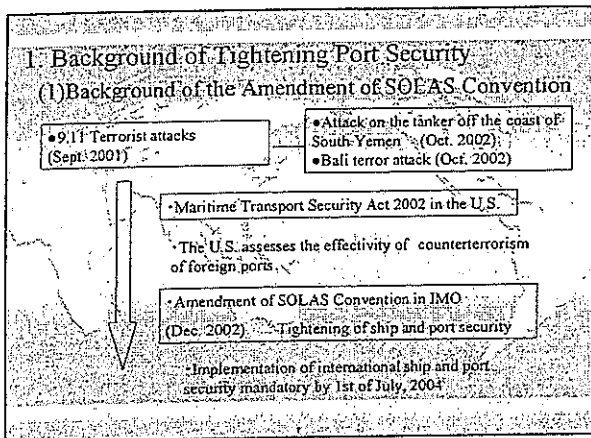 1 Background of Tightening Port Security
(1)Background of the Amendment of SOLAS Convention
●9.11 Terrorist attacks
(Sept. 2001)
●Attack on the tanker off the coast of
South Yemen (Oct. 2002)
●Bali terror attack (Oct. 2002)
・Maritime Transport Security Act 2002 in the U.S.
・The U.S. assesses the effectivity of counterterrorism
of foreign ports
・Amendment of SOLAS Convention in IMO
(Dec. 2002) Tightening of ship and port security
・Implementation of international ship and port
security mandatory by 1st of July, 2004